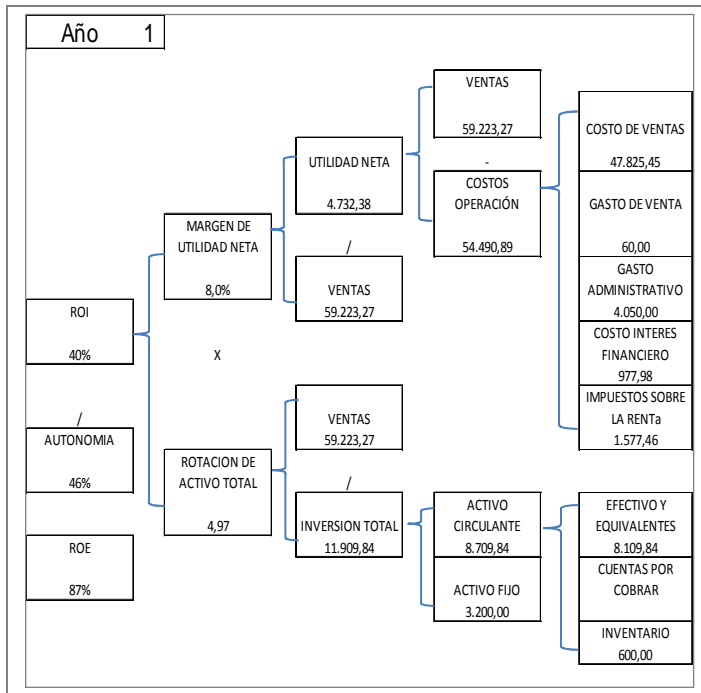 Año 1
VENTAS
59.223,27
-
COSTOS
OPERACIÓN
54.490,89
COSTO DE VENTAS
47.825,45
GASTO DE VENTA
60,00
GASTO
ADMINISTRATIVO
4.050,00
COSTO INTERES
FINANCIERO
977,98
IMPUESTOS SOBRE
LA RENTa
1.577,46
UTILIDAD NETA
4.732,38
/
VENTAS
59.223,27
MARGEN DE
UTILIDAD NETA
8,0%
X
ROI
40%
/
AUTONOMIA
46%
ROE
87%
ROTACION DE
ACTIVO TOTAL
4,97
VENTAS
59.223,27
/
INVERSION TOTAL
11.909,84
ACTIVO
CIRCULANTE
8.709,84
ACTIVO FIJO
3.200,00
EFECTIVO Y
EQUIVALENTES
8.109,84
CUENTAS POR
COBRAR
INVENTARIO
600,00